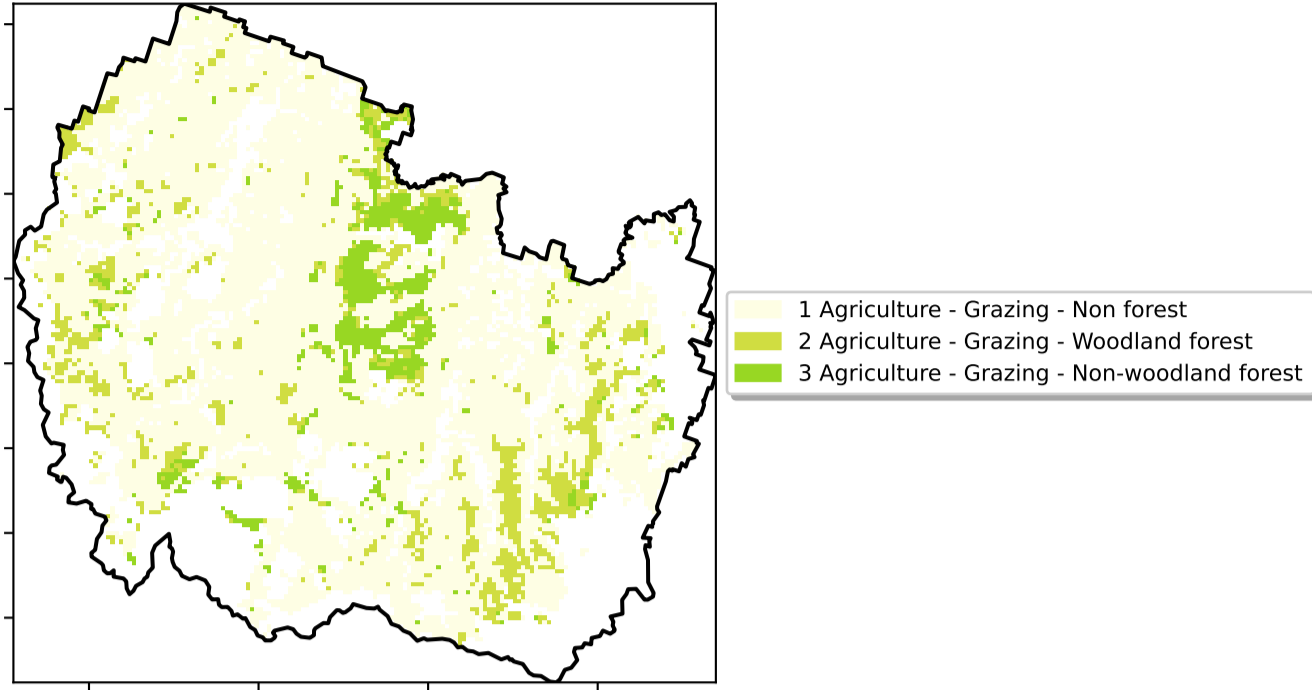 1 Agriculture - Grazing - Non forest
2 Agriculture - Grazing - Woodland forest
3 Agriculture - Grazing - Non-woodland forest